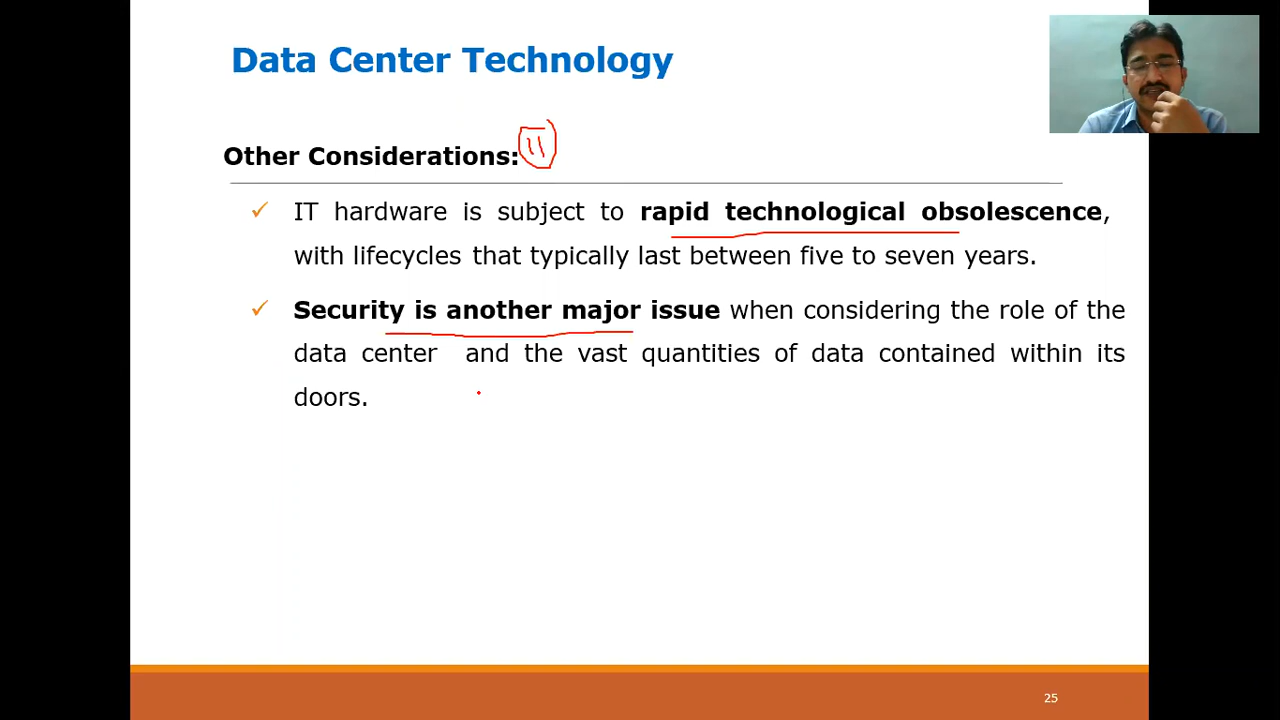 Data Center Technology
Other Considerations: 11
IT hardware is subject to rapid technological obsolescence,
with lifecycles that typically last between five to seven years.
Security is another major issue when considering the role of the
data center and the vast quantities of data contained within its
doors.
25